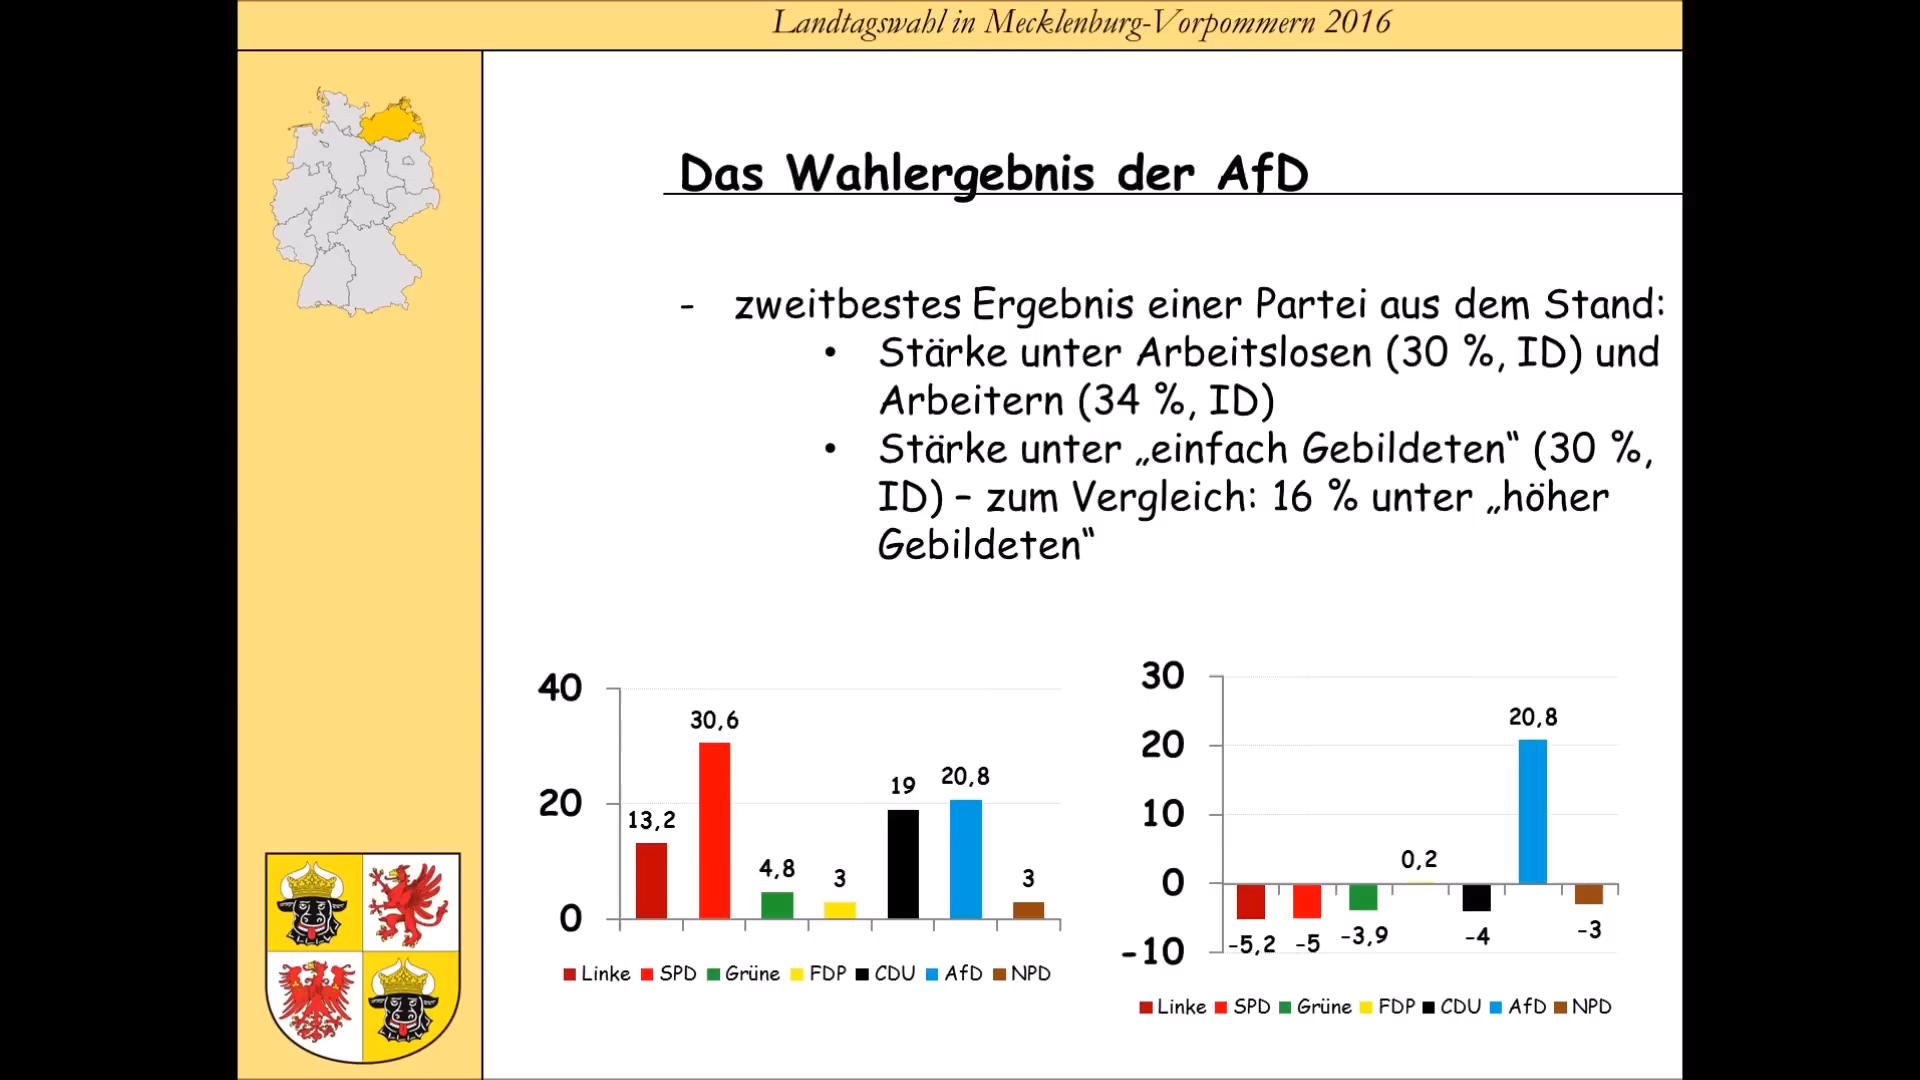 Landtagswahl in Mecklenburg-Vorpommern 2016
Das Wahlergebnis der AfD
- zweitbestes Ergebnis einer Partei aus dem Stand:
• Stärke unter Arbeitslosen (30 %, ID) und
Arbeitern (34 %, ID)
• Stärke unter „einfach Gebildeten“ (30 %,
ID) – zum Vergleich: 16 % unter „höher
Gebildeten“
40
20
0
13,2
30,6
4,8
3
19
20,8
3
Linke SPD Grüne FDP CDU AfD NPD
30
20
10
0
-10
-5,2
-5
-3,9
0,2
-4
20,8
-3
Linke SPD Grüne FDP CDU AfD NPD